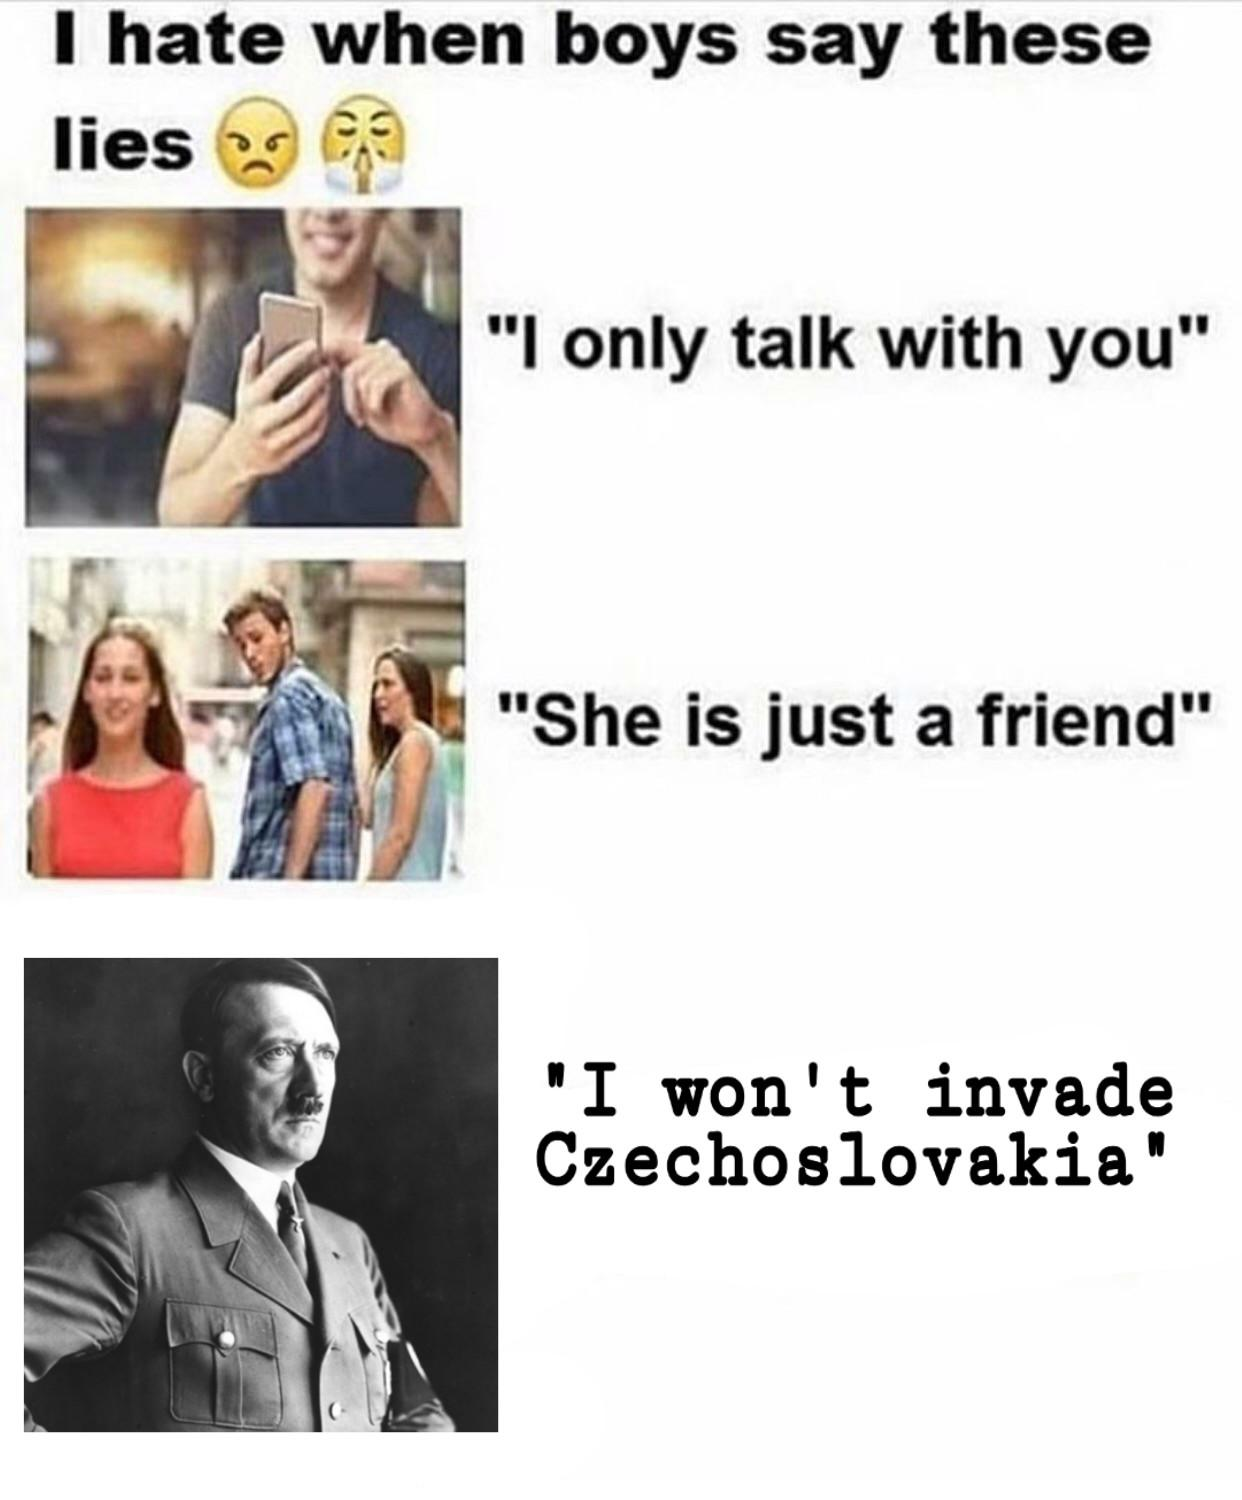 I hate when boys say these
lies 😠 😤
"I only talk with you"
"She is just a friend"
"I won't invade
Czechoslovakia"